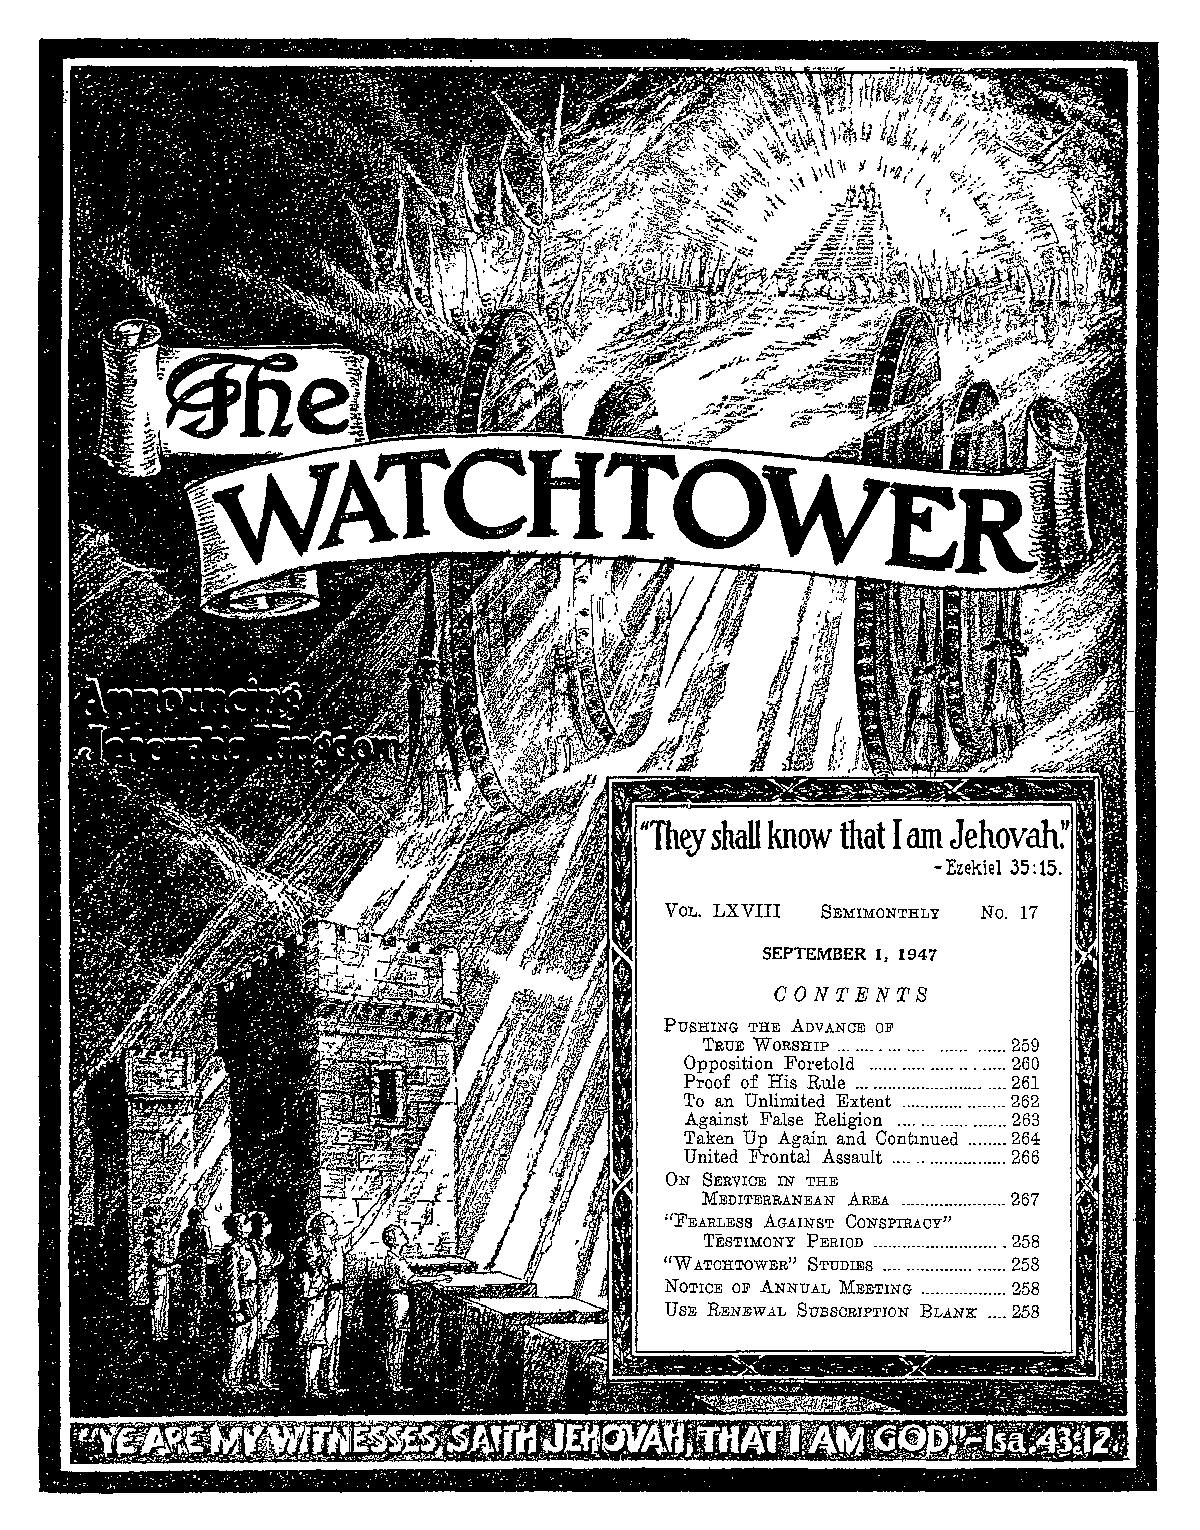 The
WATCHTOWER
Announcing
Jehovah's Kingdom
"They shall know that I am Jehovah."
-Ezekiel 35:15.
VOL. LXVIII SEMIMONTHLY No. 17
SEPTEMBER 1, 1947
CONTENTS
PUSHING THE ADVANCE OF
TRUE WORSHIP ........................ 259
Opposition Foretold ........................ 260
Proof of His Rule ........................ 261
To an Unlimited Extent .................. 262
Against False Religion .................. 263
Taken Up Again and Continued ........ 264
United Frontal Assault .................. 266
ON SERVICE IN THE
MEDITERRANEAN AREA .................. 267
"FEARLESS AGAINST CONSPIRACY"
TESTIMONY PERIOD ........................ 258
"WATCHTOWER" STUDIES .................. 258
NOTICE OF ANNUAL MEETING ............ 258
USE RENEWAL SUBSCRIPTION BLANK .... 258
"YE ARE MY WITNESSES, SAITH JEHOVAH, THAT I AM GOD."-Isa. 43:12.